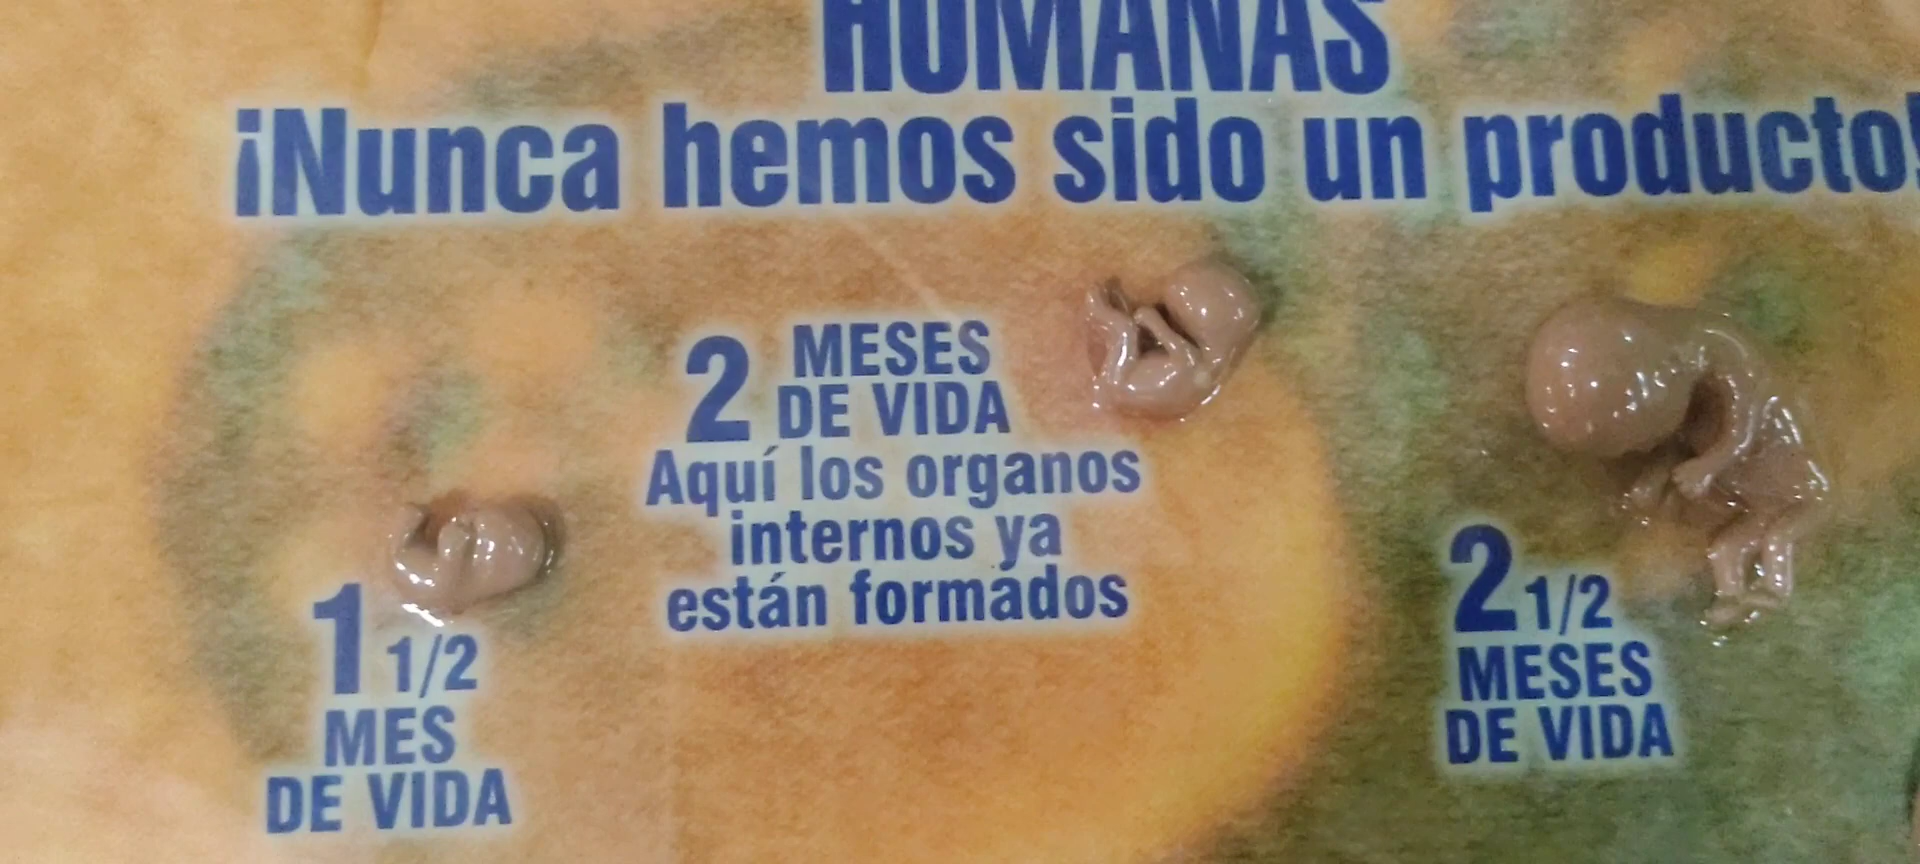 HUMANAS
¡Nunca hemos sido un producto!
2 MESES
DE VIDA
Aquí los organos
internos ya
están formados
1 1/2
MES
DE VIDA
2 1/2
MESES
DE VIDA